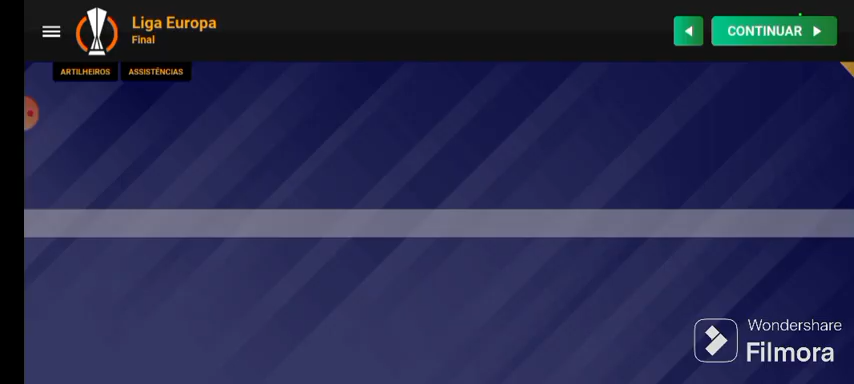 Liga Europa
Final
CONTINUAR
ARTILHEIROS
ASSISTÊNCIAS
Wondershare
Filmora